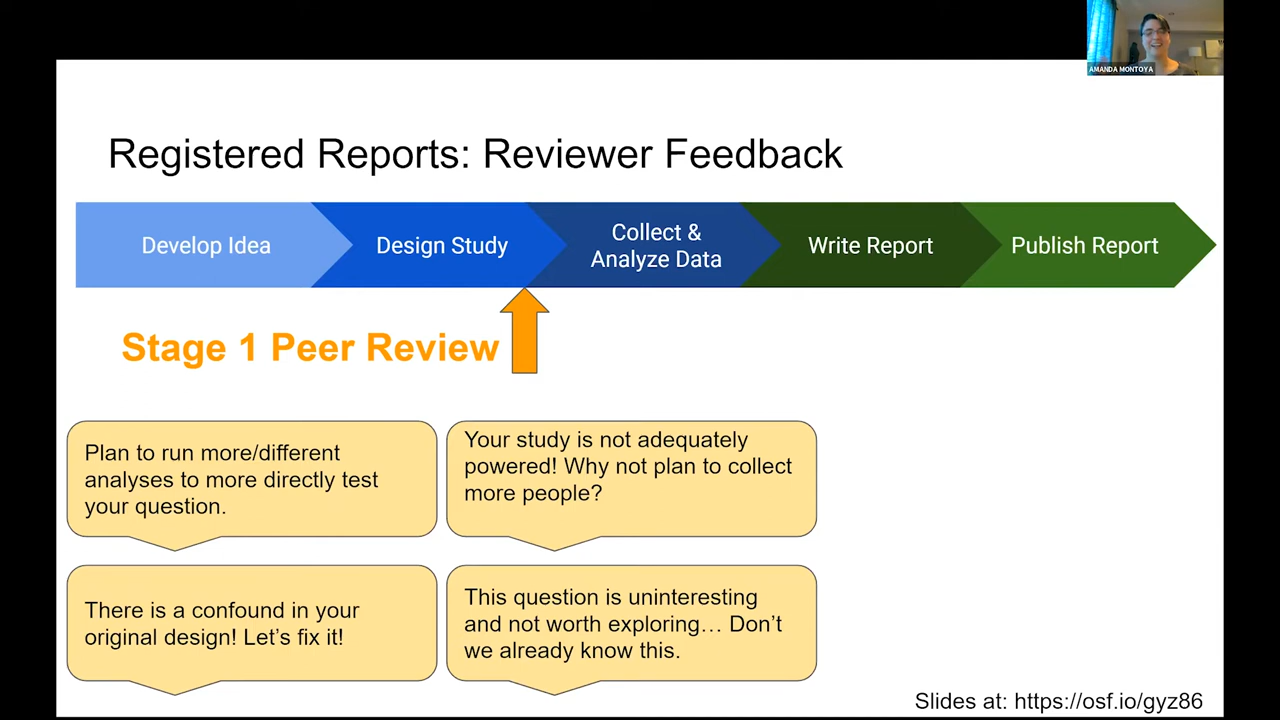 AMANDA MONTOYA
Registered Reports: Reviewer Feedback
Develop Idea
Design Study
Collect &
Analyze Data
Write Report
Publish Report
Stage 1 Peer Review
Plan to run more/different
analyses to more directly test
your question.
Your study is not adequately
powered! Why not plan to collect
more people?
There is a confound in your
original design! Let's fix it!
This question is uninteresting
and not worth exploring… Don't
we already know this.
Slides at: https://osf.io/gyz86